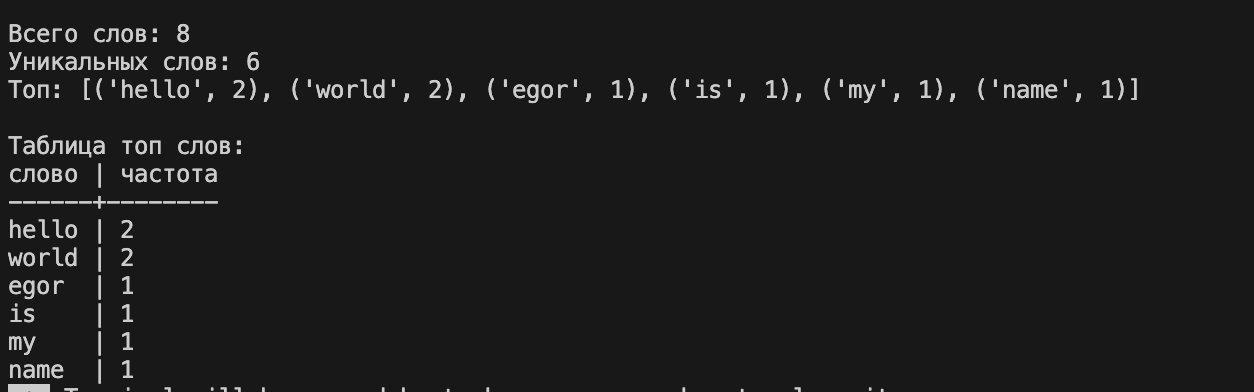 Всего слов: 8
Уникальных слов: 6
Топ: [('hello', 2), ('world', 2), ('egor', 1), ('is', 1), ('my', 1), ('name', 1)]
Таблица топ слов:
слово | частота
------+--------
hello | 2
world | 2
egor  | 1
is    | 1
my    | 1
name  | 1